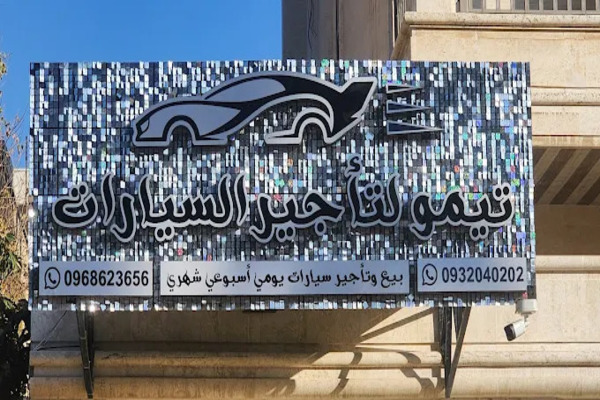 تيمو لتأجير السيارات
0932040202 بيع وتأجير سيارات يومي أسبوعي شهري 0968623656